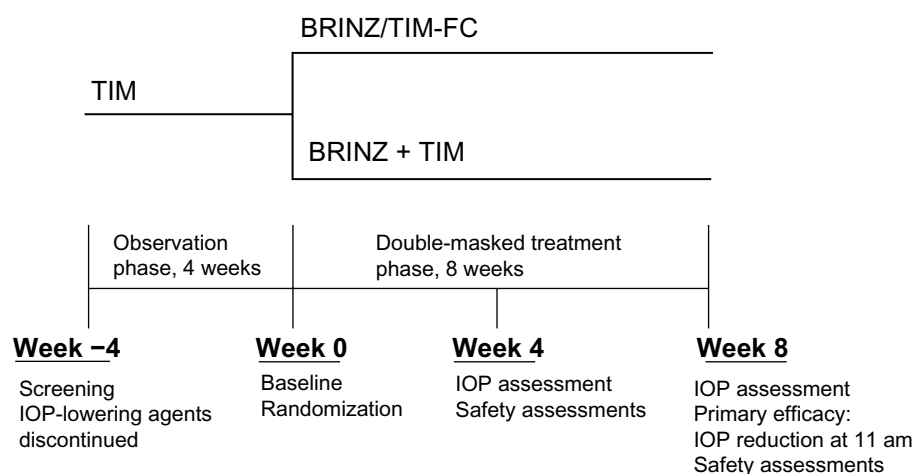 BRINZ/TIM-FC
TIM
BRINZ + TIM
Observation
phase, 4 weeks
Double-masked treatment
phase, 8 weeks
Week −4
Screening
IOP-lowering agents
discontinued
Week 0
Baseline
Randomization
Week 4
IOP assessment
Safety assessments
Week 8
IOP assessment
Primary efficacy:
IOP reduction at 11 am
Safety assessments